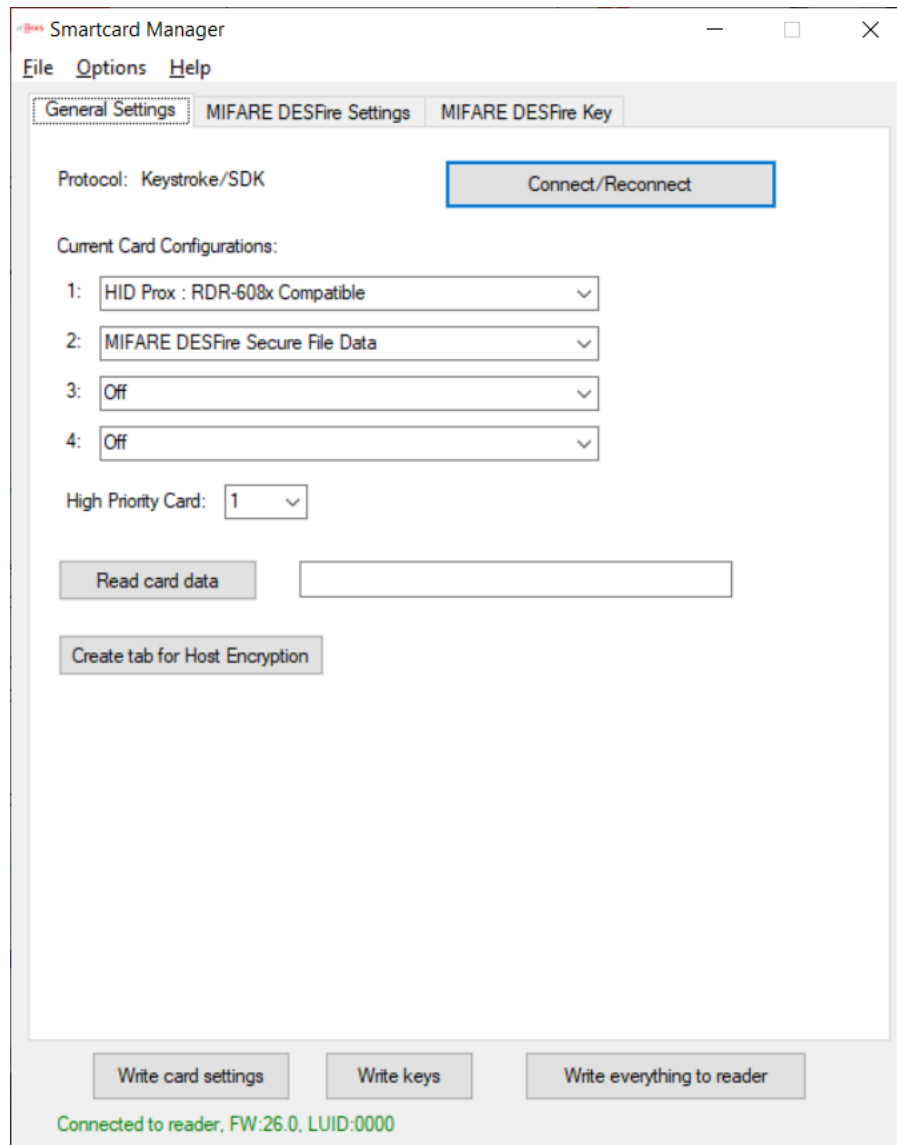 Smartcard Manager
File Options Help
General Settings MIFARE DESFire Settings MIFARE DESFire Key
Protocol: Keystroke/SDK Connect/Reconnect
Current Card Configurations:
1: HID Prox : RDR-608x Compatible
2: MIFARE DESFire Secure File Data
3: Off
4: Off
High Priority Card: 1
Read card data
Create tab for Host Encryption
Write card settings Write keys Write everything to reader
Connected to reader, FW:26.0, LUID:0000